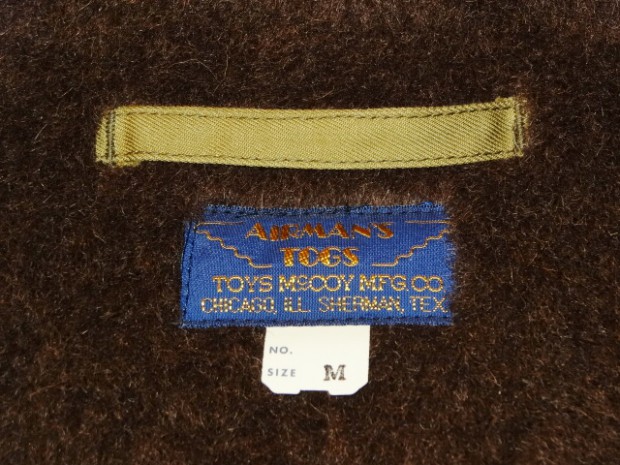 AIRMAN'S
TOGS
TOYS McCOY MFG. CO.
CHICAGO, ILL. SHERMAN, TEX.
NO.
SIZE M